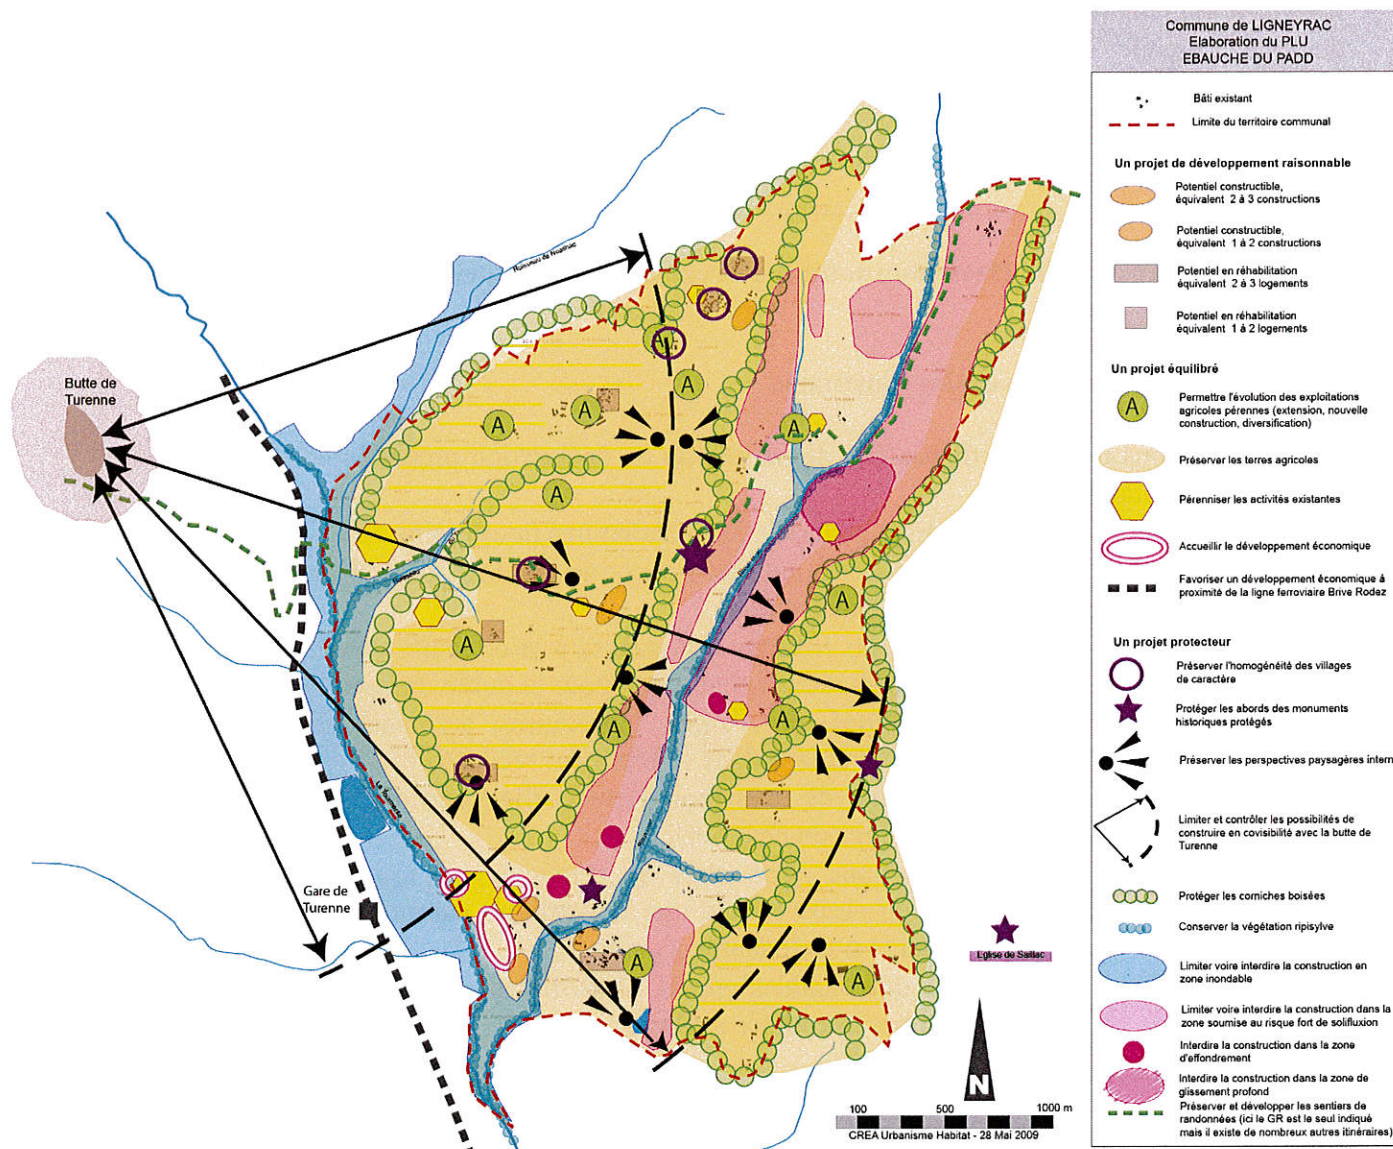 Commune de LIGNEYRAC
Elaboration du PLU
EBAUCHE DU PADD
Bâti existant
Limite du territoire communal
Un projet de développement raisonnable
Potentiel constructible,
équivalent 2 à 3 constructions
Potentiel constructible,
équivalent 1 à 2 constructions
Potentiel en réhabilitation
équivalent 2 à 3 logements
Potentiel en réhabilitation
équivalent 1 à 2 logements
Un projet équilibré
A
Permettre l'évolution des exploitations
agricoles pérennes (extension, nouvelle
construction, diversification)
Préserver les terres agricoles
Pérenniser les activités existantes
Accueillir le développement économique
Favoriser un développement économique à
proximité de la ligne ferroviaire Brive Rodez
Un projet protecteur
Préserver l'homogénéité des villages
de caractère
Protéger les abords des monuments
historiques protégés
Préserver les perspectives paysagères intern
Limiter et contrôler les possibilités de
construire en covisibilité avec la butte de
Turenne
Protéger les corniches boisées
Conserver la végétation ripisylve
Limiter voire interdire la construction en
zone inondable
Limiter voire interdire la construction dans la
zone soumise au risque fort de solifluxion
Interdire la construction dans la zone
d'effondrement
Interdire la construction dans la zone de
glissement profond
Préserver et développer les sentiers de
randonnées (ici le GR est le seul indiqué
mais il existe de nombreux autres itinéraires)
Butte de
Turenne
Gare de
Turenne
La Tourmente
A
A
A
A
A
A
A
A
A
A
A
A
A
Eglise de Saillac
N
100 500 1000 m
CREA Urbanisme Habitat - 28 Mai 2009